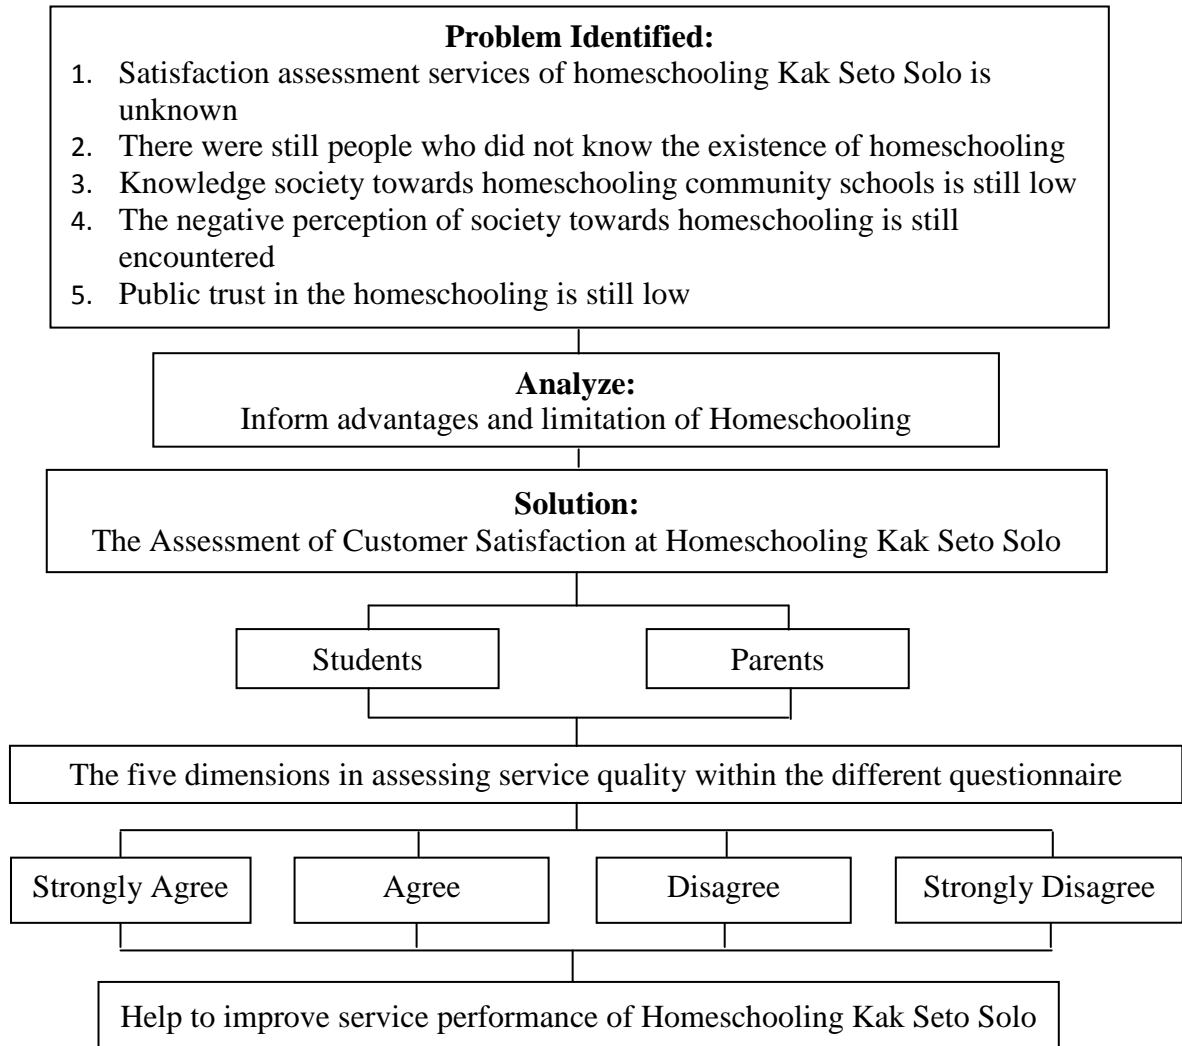 Problem Identified:
1. Satisfaction assessment services of homeschooling Kak Seto Solo is
unknown
2. There were still people who did not know the existence of homeschooling
3. Knowledge society towards homeschooling community schools is still low
4. The negative perception of society towards homeschooling is still
encountered
5. Public trust in the homeschooling is still low
Analyze:
Inform advantages and limitation of Homeschooling
Solution:
The Assessment of Customer Satisfaction at Homeschooling Kak Seto Solo
Students
Parents
The five dimensions in assessing service quality within the different questionnaire
Strongly Agree
Agree
Disagree
Strongly Disagree
Help to improve service performance of Homeschooling Kak Seto Solo